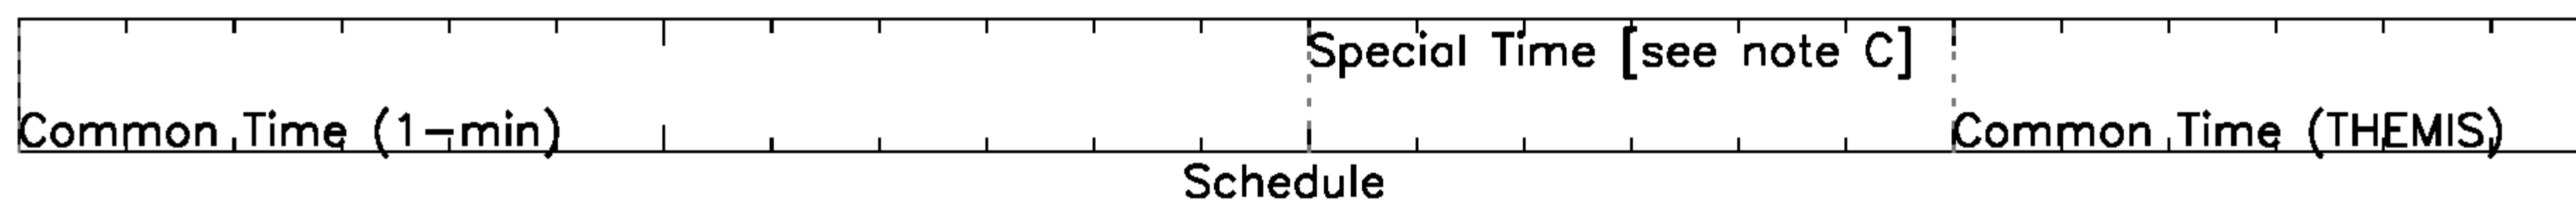 Special Time [see note C]
Common Time (1-min)
Common Time (THEMIS)
Schedule